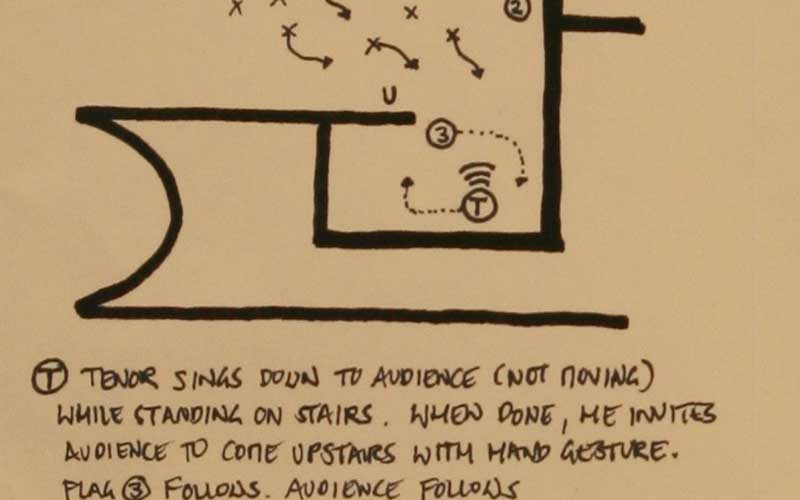 2
U
3
T
T TENOR SINGS DOWN TO AUDIENCE (NOT MOVING)
WHILE STANDING ON STAIRS. WHEN DONE, HE INVITES
AUDIENCE TO COME UPSTAIRS WITH HAND GESTURE.
FLAG 3 FOLLOWS. AUDIENCE FOLLOWS